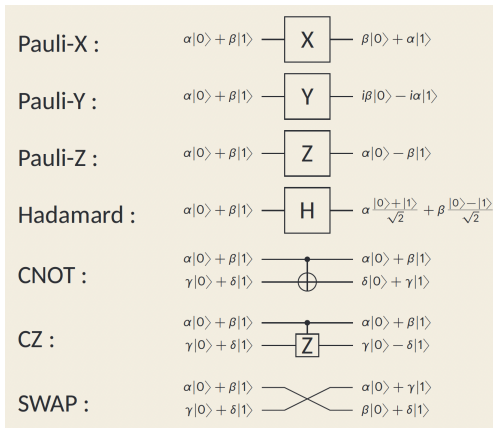 Pauli-X : α|0⟩ + β|1⟩ X β|0⟩ + α|1⟩
Pauli-Y : α|0⟩ + β|1⟩ Y iβ|0⟩ − iα|1⟩
Pauli-Z : α|0⟩ + β|1⟩ Z α|0⟩ − β|1⟩
Hadamard : α|0⟩ + β|1⟩ H α (|0⟩+|1⟩)/√2 + β (|0⟩−|1⟩)/√2
CNOT : α|0⟩ + β|1⟩ α|0⟩ + β|1⟩
γ|0⟩ + δ|1⟩ δ|0⟩ + γ|1⟩
CZ : α|0⟩ + β|1⟩ α|0⟩ + β|1⟩
γ|0⟩ + δ|1⟩ Z γ|0⟩ − δ|1⟩
SWAP : α|0⟩ + β|1⟩ α|0⟩ + γ|1⟩
γ|0⟩ + δ|1⟩ β|0⟩ + δ|1⟩